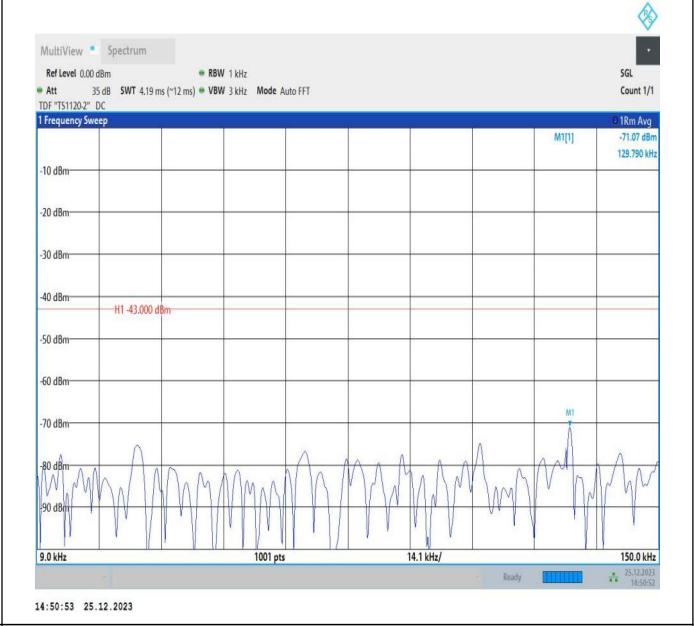 R S
MultiView Spectrum
Ref Level 0.00 dBm RBW 1 kHz SGL
Att 35 dB SWT 4.19 ms (~12 ms) VBW 3 kHz Mode Auto FFT Count 1/1
TDF "TS1120-2" DC
1 Frequency Sweep 1Rm Avg
M1[1] -71.07 dBm
129.790 kHz
-10 dBm
-20 dBm
-30 dBm
-40 dBm
H1 -43.000 dBm
-50 dBm
-60 dBm
-70 dBm
M1
-80 dBm
-90 dBm
9.0 kHz 1001 pts 14.1 kHz/ 150.0 kHz
Ready 25.12.2023
14:50:52
14:50:53 25.12.2023